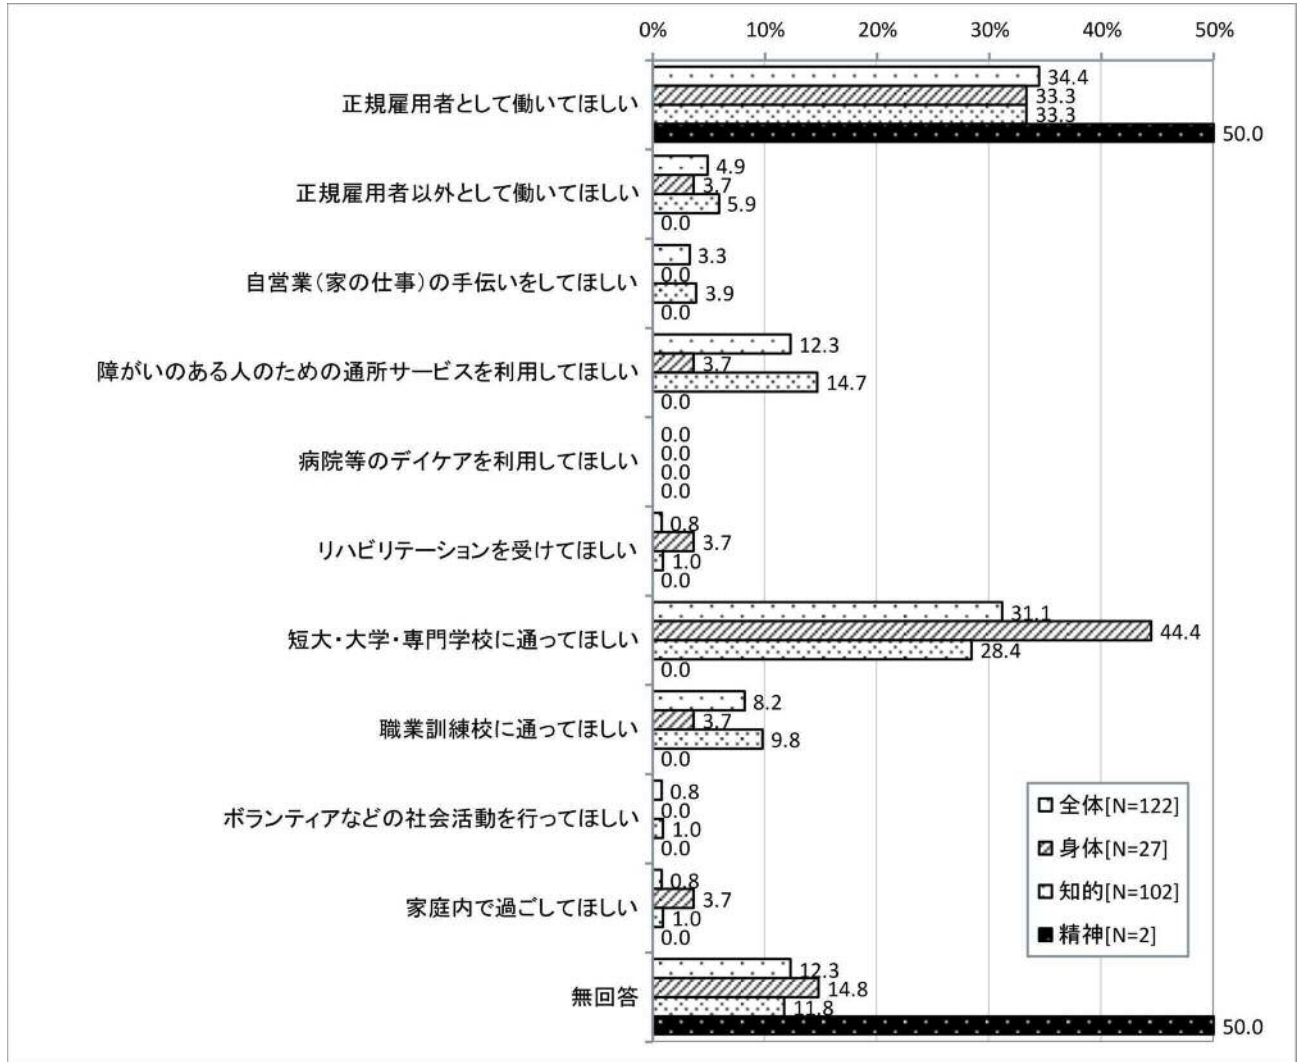 0% 10% 20% 30% 40% 50%
正規雇用者として働いてほしい
34.4
33.3
33.3
50.0
正規雇用者以外として働いてほしい
4.9
3.7
5.9
0.0
自営業(家の仕事)の手伝いをしてほしい
3.3
0.0
3.9
0.0
障がいのある人のための通所サービスを利用してほしい
12.3
3.7
14.7
0.0
病院等のデイケアを利用してほしい
0.0
0.0
0.0
0.0
リハビリテーションを受けてほしい
0.8
3.7
1.0
0.0
短大・大学・専門学校に通ってほしい
31.1
44.4
28.4
0.0
職業訓練校に通ってほしい
8.2
3.7
9.8
0.0
ボランティアなどの社会活動を行ってほしい
0.8
0.0
1.0
0.0
家庭内で過ごしてほしい
0.8
3.7
1.0
0.0
無回答
12.3
14.8
11.8
50.0
全体[N=122]
身体[N=27]
知的[N=102]
精神[N=2]